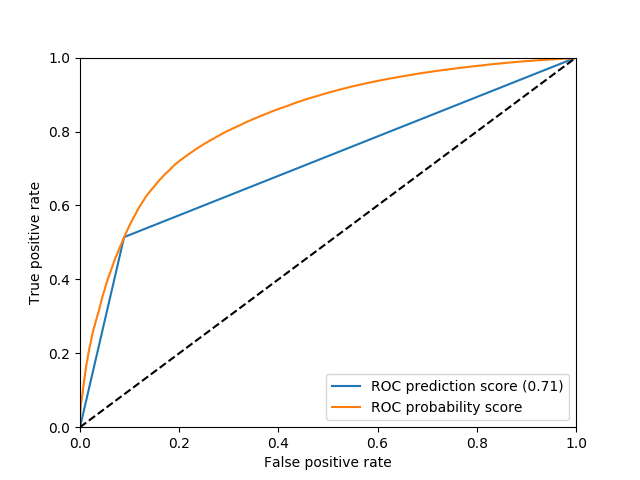 1.0
0.8
0.6
0.4
0.2
0.0
True positive rate
ROC prediction score (0.71)
ROC probability score
0.0 0.2 0.4 0.6 0.8 1.0
False positive rate